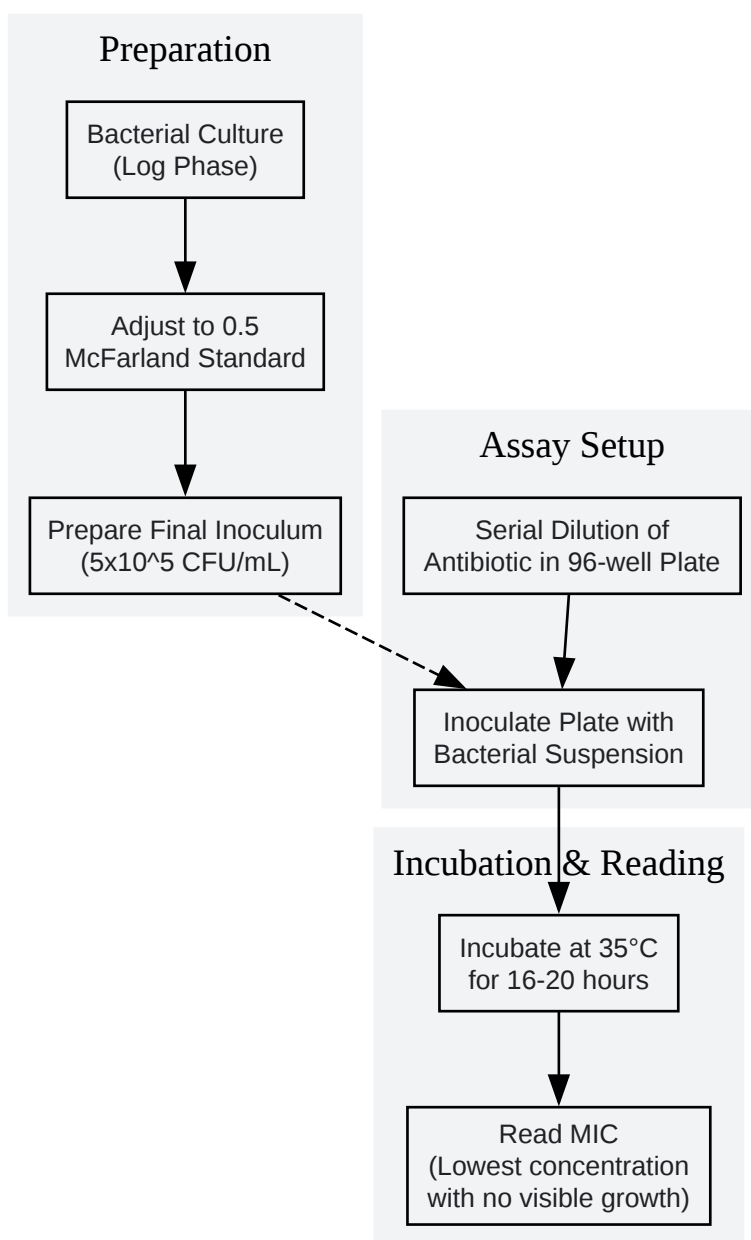 Preparation
Bacterial Culture
(Log Phase)
Adjust to 0.5
McFarland Standard
Prepare Final Inoculum
(5x10^5 CFU/mL)
Assay Setup
Serial Dilution of
Antibiotic in 96-well Plate
Inoculate Plate with
Bacterial Suspension
Incubation & Reading
Incubate at 35°C
for 16-20 hours
Read MIC
(Lowest concentration
with no visible growth)